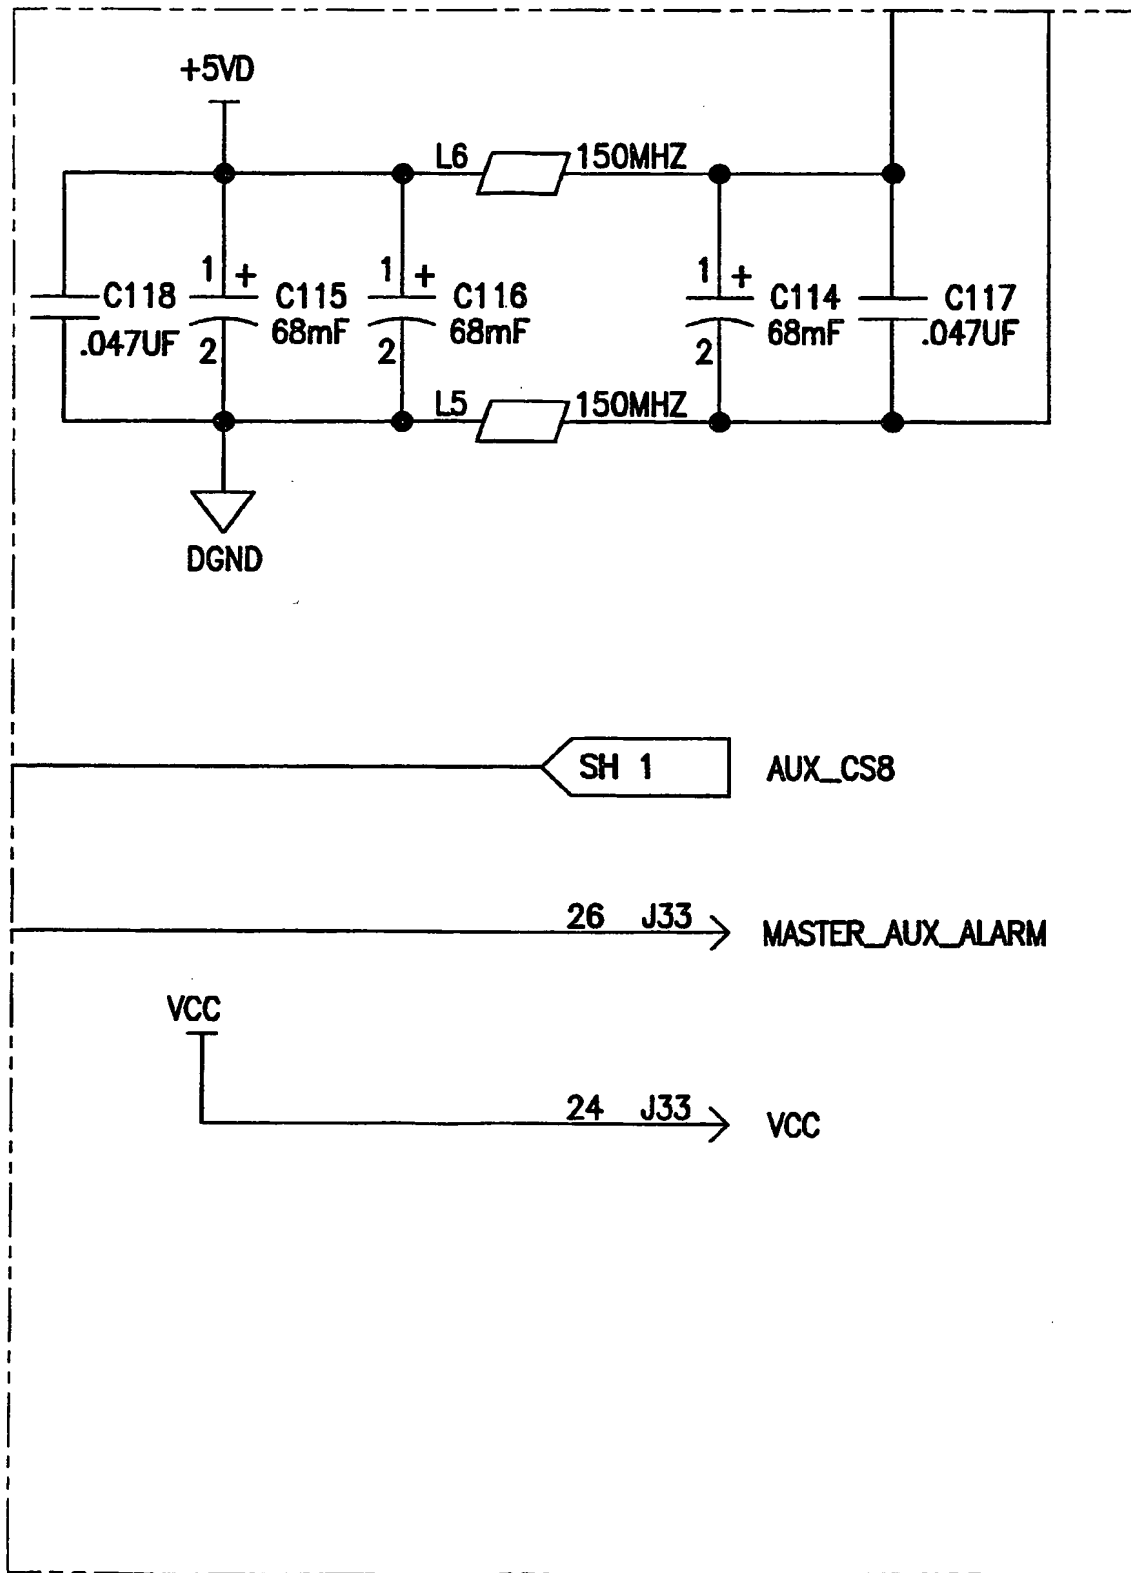 +5VD
L6 150MHZ
1 + 1 + 1 +
C118 C115 C116 C114 C117
.047UF 68mF 68mF 68mF .047UF
2 2 2
L5 150MHZ
DGND
SH 1 AUX_CS8
26 J33 MASTER_AUX_ALARM
VCC
24 J33 VCC